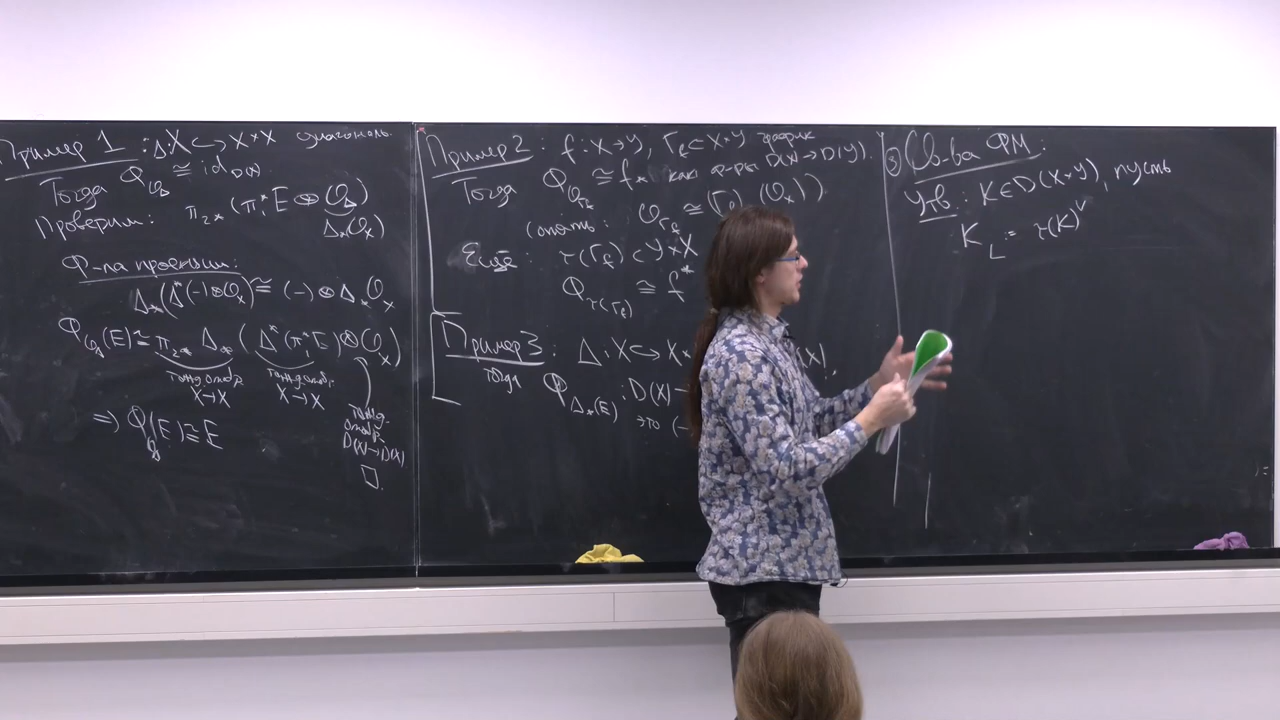 Пример 1 : Δ: X ↪ X × X диагональ.
Тогда Φ_{O_Δ} ≅ id_{D(X)}
Проверим: π_{2*}(π_1^* E ⊗ O_Δ)
Δ_*(O_X)
Ф-ла проекции:
Δ_*(Δ^*(-) ⊗ O_X) ≅ (-) ⊗ Δ_* O_X
Φ_{O_Δ}(E) ≅ π_{2*} Δ_* (Δ^*(π_1^* E) ⊗ O_X)
тожд. отобр. X → X
тожд. отобр. X → X
тожд. отобр. D(X) → D(X)
⇒ Φ_{O_Δ}(E) ≅ E
□
Пример 2 : f: X → Y, Γ_f ⊂ X × Y график
Тогда Φ_{O_{Γ_f}} ≅ f_* как ф-ры D(X) → D(Y).
(опять: O_{Γ_f} ≅ (Γ_f)_*(O_X))
Ещё: τ(Γ_f) ⊂ Y × X
Φ_{τ(Γ_f)} ≅ f^*
Пример 3 : Δ: X ↪ X ×
тогда Φ_{Δ_*(E)} : D(X) →
это (–
③ Св-ва ФМ:
Утв : K ∈ D(X × Y), пусть
K_L := τ(K)^∨